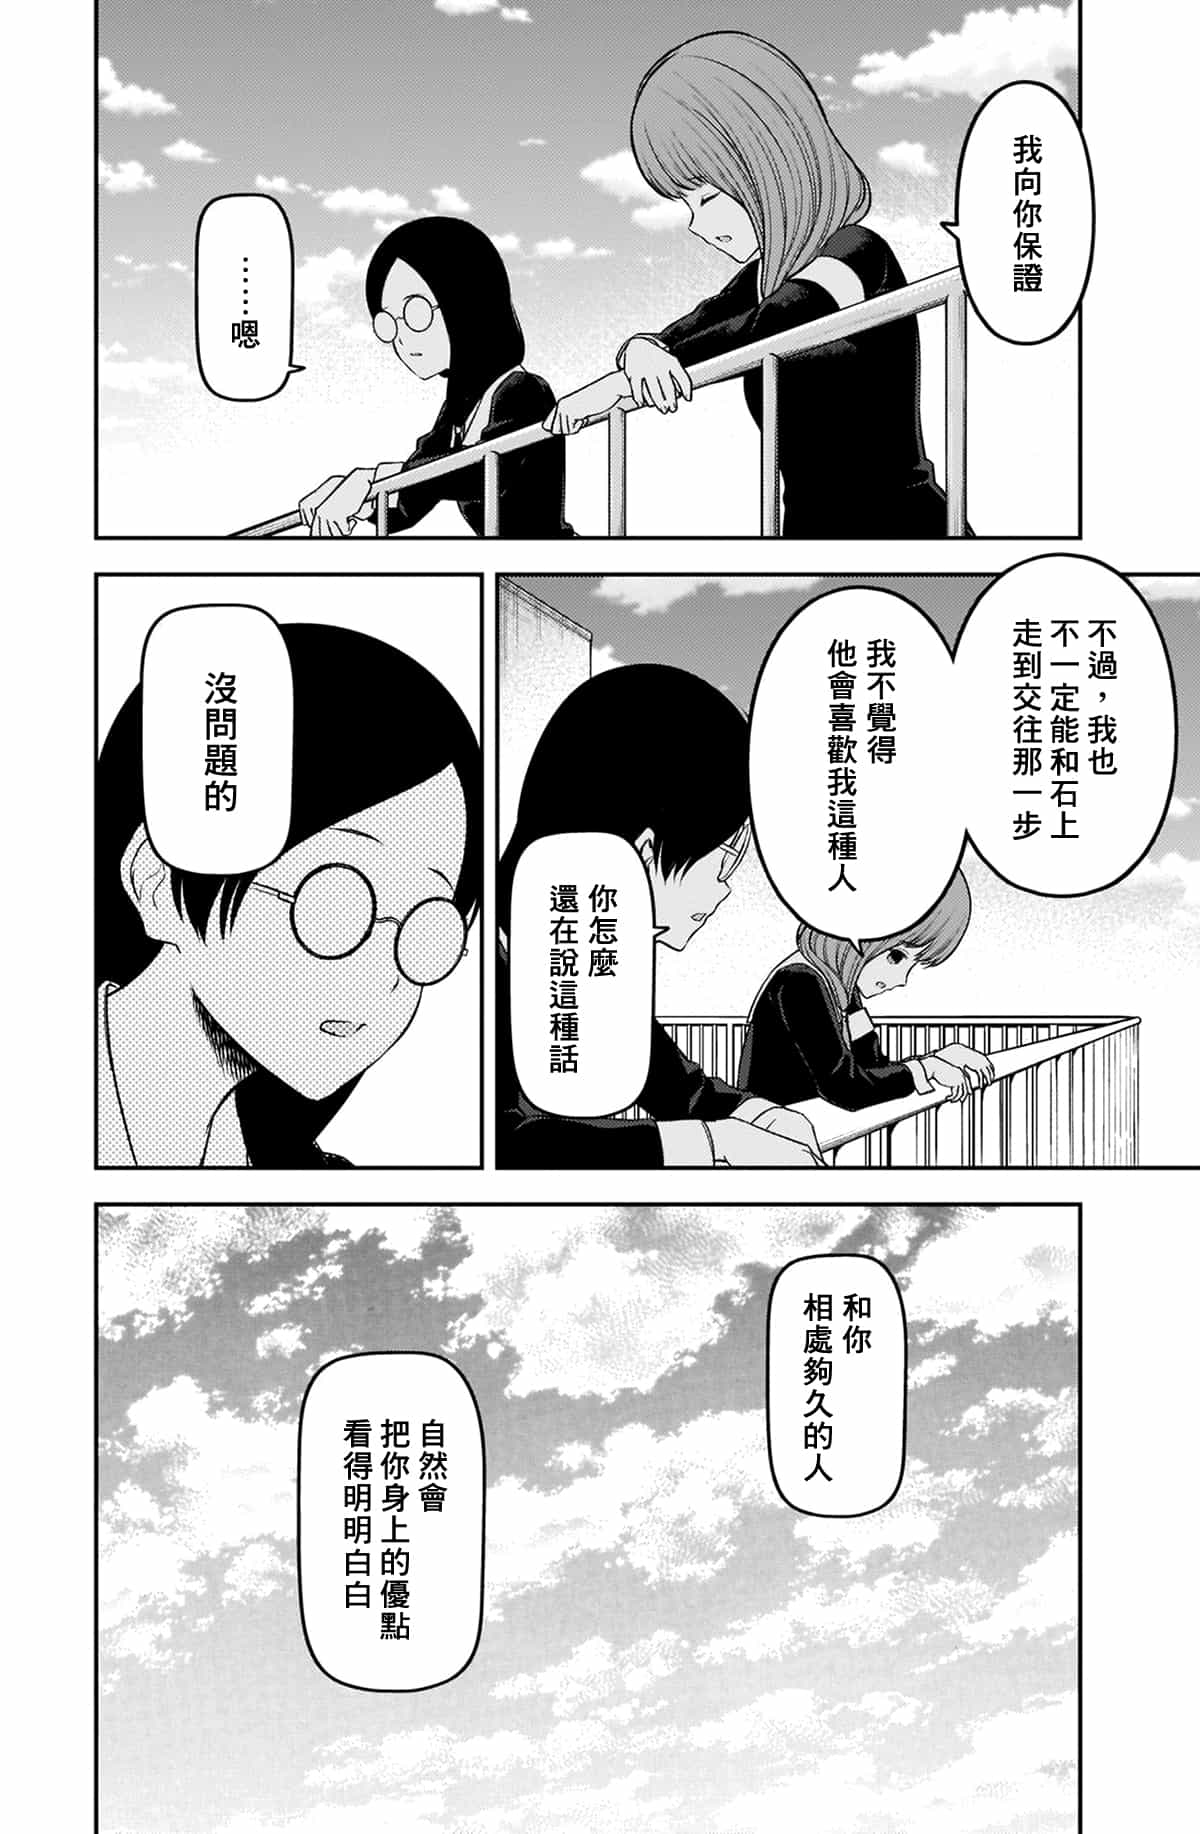 我向你保證
……嗯
不過，我也
不一定能和石上
走到交往那一步
我不覺得
他會喜歡我這種人
你怎麼
還在說這種話
沒問題的
和你
相處夠久的人
自然會
把你身上的優點
看得明明白白